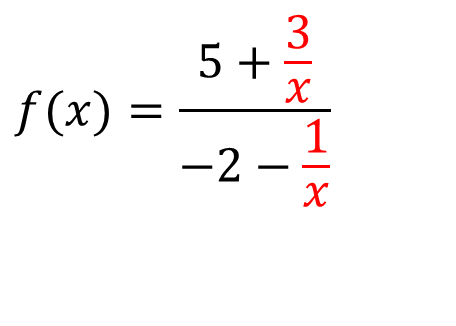 f(x) = (5 + 3/x) / (−2 − 1/x)